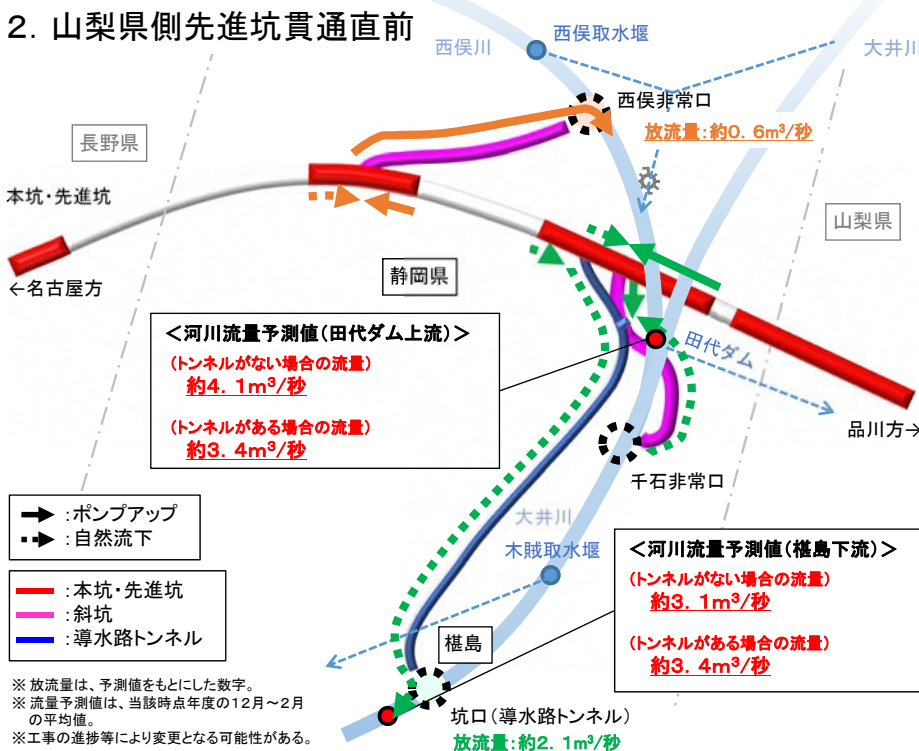 2. 山梨県側先進坑貫通直前
西俣川
西俣取水堰
大井川
西俣非常口
放流量:約0.6m³/秒
長野県
本坑・先進坑
山梨県
静岡県
←名古屋方
<河川流量予測値(田代ダム上流)>
(トンネルがない場合の流量)
約4.1m³/秒
(トンネルがある場合の流量)
約3.4m³/秒
田代ダム
品川方→
千石非常口
:ポンプアップ
:自然流下
大井川
木賊取水堰
<河川流量予測値(椹島下流)>
(トンネルがない場合の流量)
約3.1m³/秒
(トンネルがある場合の流量)
約3.4m³/秒
:本坑・先進坑
:斜坑
:導水路トンネル
椹島
※ 放流量は、予測値をもとにした数字。
※ 流量予測値は、当該時点年度の12月~2月
の平均値。
※工事の進捗等により変更となる可能性がある。
坑口(導水路トンネル)
放流量:約2.1m³/秒